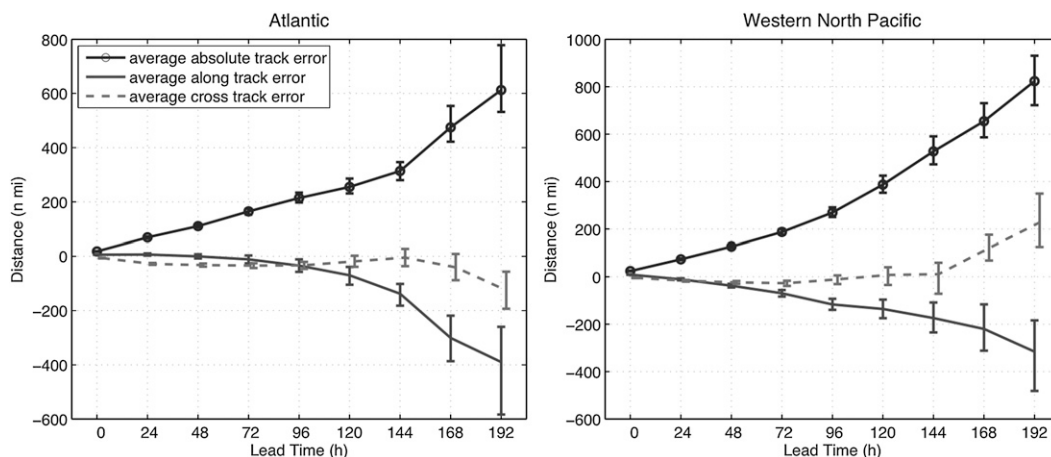 Atlantic
800
600
400
200
0
−200
−400
−600
Distance (n mi)
average absolute track error
average along track error
average cross track error
0 24 48 72 96 120 144 168 192
Lead Time (h)
Western North Pacific
1000
800
600
400
200
0
−200
−400
−600
Distance (n mi)
0 24 48 72 96 120 144 168 192
Lead Time (h)